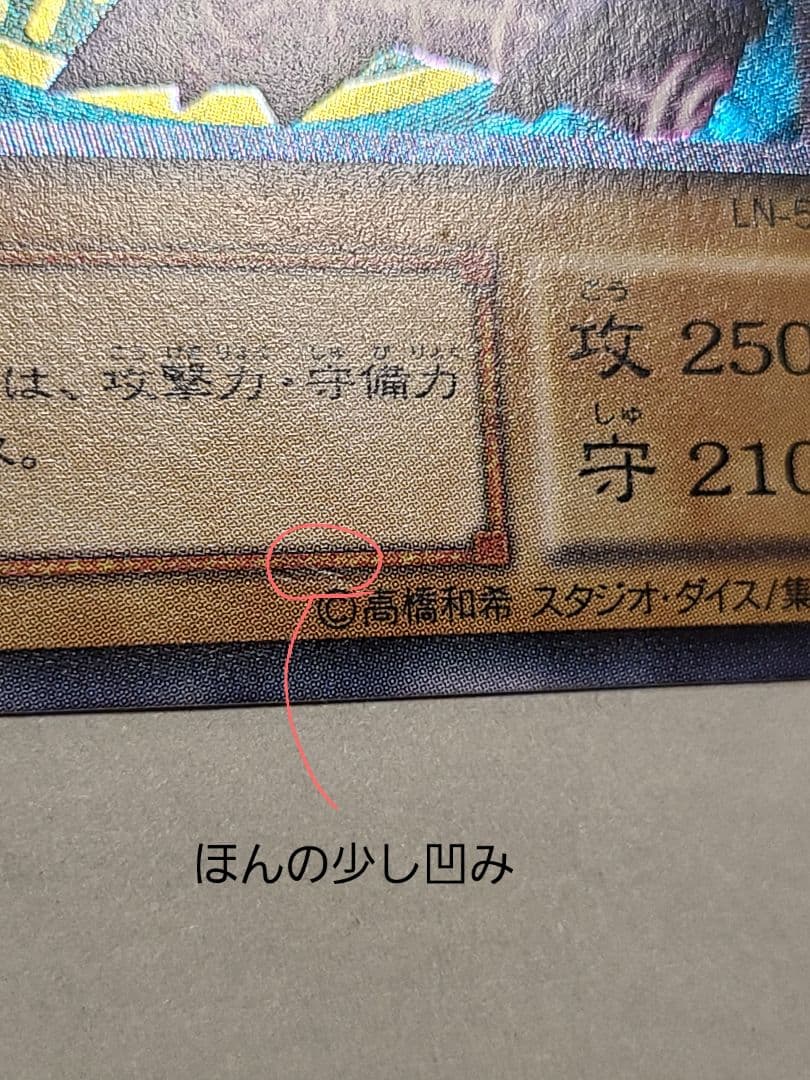 LN-5
こう
攻 250
しゅ
守 210
こう げき りょく しゅ び りょく
は、攻撃力・守備力
ス。
©高橋和希 スタジオ・ダイス/集
ほんの少し凹み